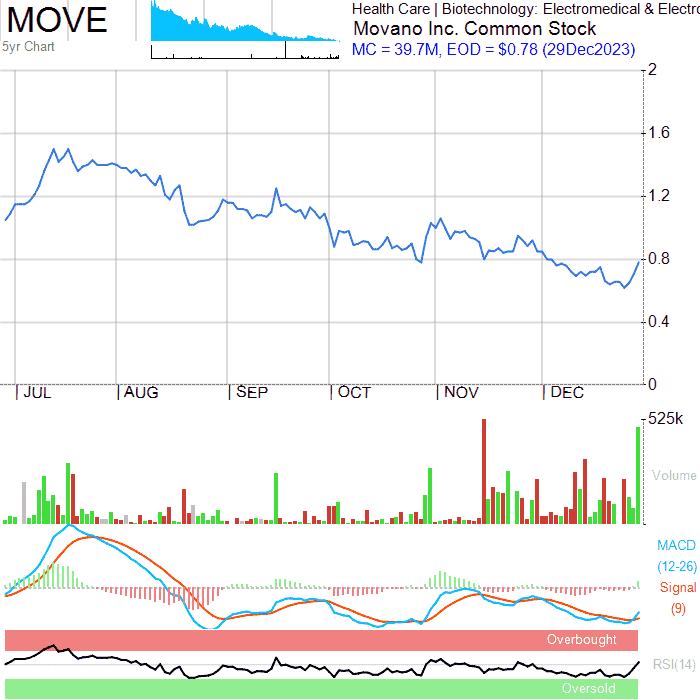 MOVE
5yr Chart
Health Care | Biotechnology: Electromedical & Electro
Movano Inc. Common Stock
MC = 39.7M, EOD = $0.78 (29Dec2023)
2
1.6
1.2
0.8
0.4
0
JUL AUG SEP OCT NOV DEC
525k
Volume
MACD
(12-26)
Signal
(9)
Overbought
RSI(14)
Oversold